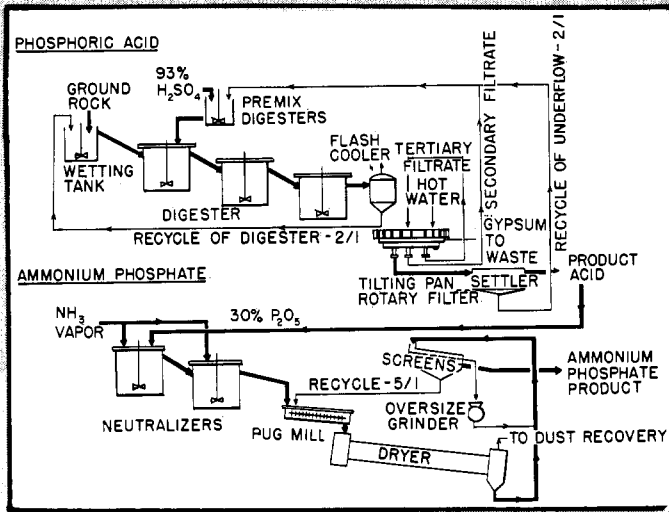 PHOSPHORIC ACID
93%
H₂SO₄
GROUND
ROCK
PREMIX
DIGESTERS
WETTING
TANK
DIGESTER
RECYCLE OF DIGESTER-2/1
FLASH
COOLER
TERTIARY
FILTRATE
HOT
WATER
SECONDARY FILTRATE
RECYCLE OF UNDERFLOW-2/1
GYPSUM
TO
WASTE
TILTING PAN
ROTARY FILTER
SETTLER
PRODUCT
ACID
AMMONIUM PHOSPHATE
NH₃
VAPOR
30% P₂O₅
NEUTRALIZERS
RECYCLE-5/1
PUG MILL
SCREENS
OVERSIZE
GRINDER
AMMONIUM
PHOSPHATE
PRODUCT
DRYER
TO DUST RECOVERY